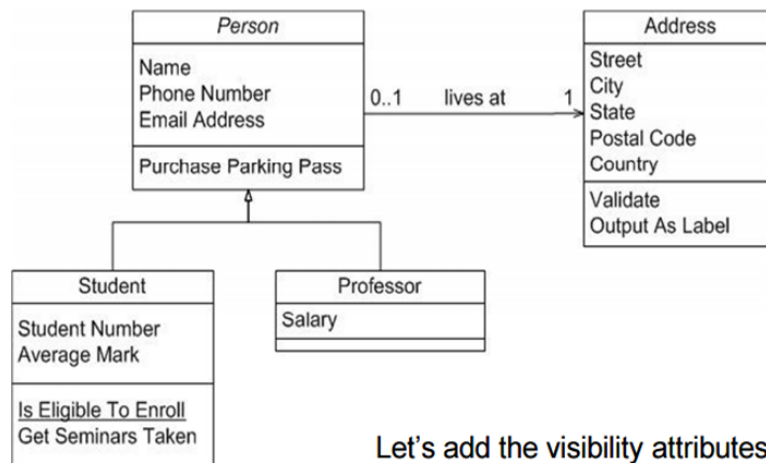 Person
Name
Phone Number
Email Address
Purchase Parking Pass
0..1 lives at 1
Address
Street
City
State
Postal Code
Country
Validate
Output As Label
Student
Student Number
Average Mark
Is Eligible To Enroll
Get Seminars Taken
Professor
Salary
Let's add the visibility attributes